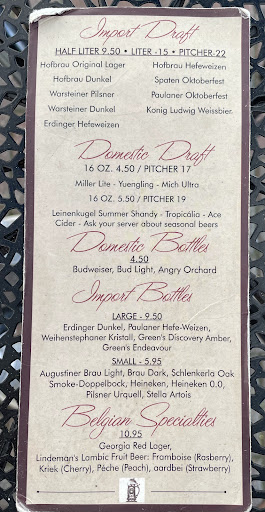 Import Draft
HALF LITER 9.50 • LITER -15 • PITCHER-22
Hofbrau Original Lager
Hofbrau Dunkel
Warsteiner Pilsner
Warsteiner Dunkel
Erdinger Hefeweizen
Hofbrau Hefeweizen
Spaten Oktoberfest
Paulaner Oktoberfest
Konig Ludwig Weissbier
Domestic Draft
16 OZ. 4.50 / PITCHER 17
Miller Lite - Yuengling - Mich Ultra
16 OZ. 5.50 / PITCHER 19
Leinenkugel Summer Shandy - Tropicália - Ace
Cider - Ask your server about seasonal beers
Domestic Bottles
4.50
Budweiser, Bud Light, Angry Orchard
Import Bottles
LARGE - 9.50
Erdinger Dunkel, Paulaner Hefe-Weizen,
Weihenstephaner Kristall, Green's Discovery Amber,
Green's Endeavour
SMALL - 5.95
Augustiner Brau Light, Brau Dark, Schlenkerla Oak
Smoke-Doppelbock, Heineken, Heineken 0.0,
Pilsner Urquell, Stella Artois
Belgian Specialties
10.95
Georgia Red Lager,
Lindeman's Lambic Fruit Beer: Framboise (Rasberry),
Kriek (Cherry), Pêche (Peach), aardbei (Strawberry)